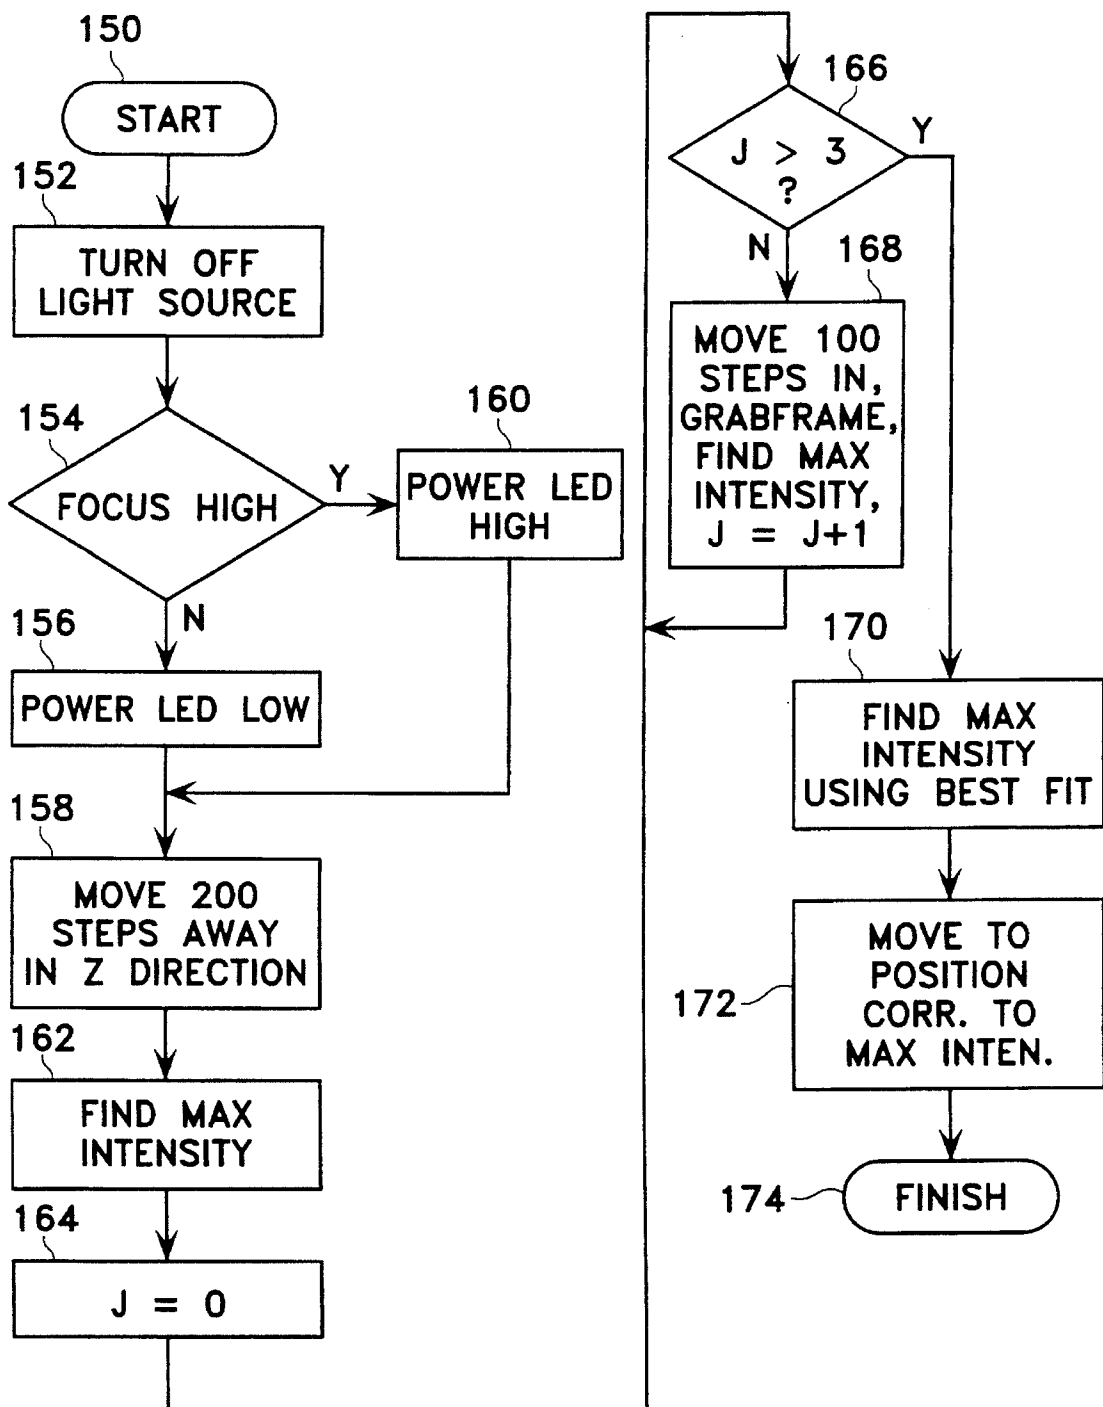 150
START
152
TURN OFF
LIGHT SOURCE
154
FOCUS HIGH
Y
160
POWER LED
HIGH
N
156
POWER LED LOW
158
MOVE 200
STEPS AWAY
IN Z DIRECTION
162
FIND MAX
INTENSITY
164
J = 0
166
J > 3
?
Y
N
168
MOVE 100
STEPS IN,
GRABFRAME,
FIND MAX
INTENSITY,
J = J+1
170
FIND MAX
INTENSITY
USING BEST FIT
172
MOVE TO
POSITION
CORR. TO
MAX INTEN.
174
FINISH